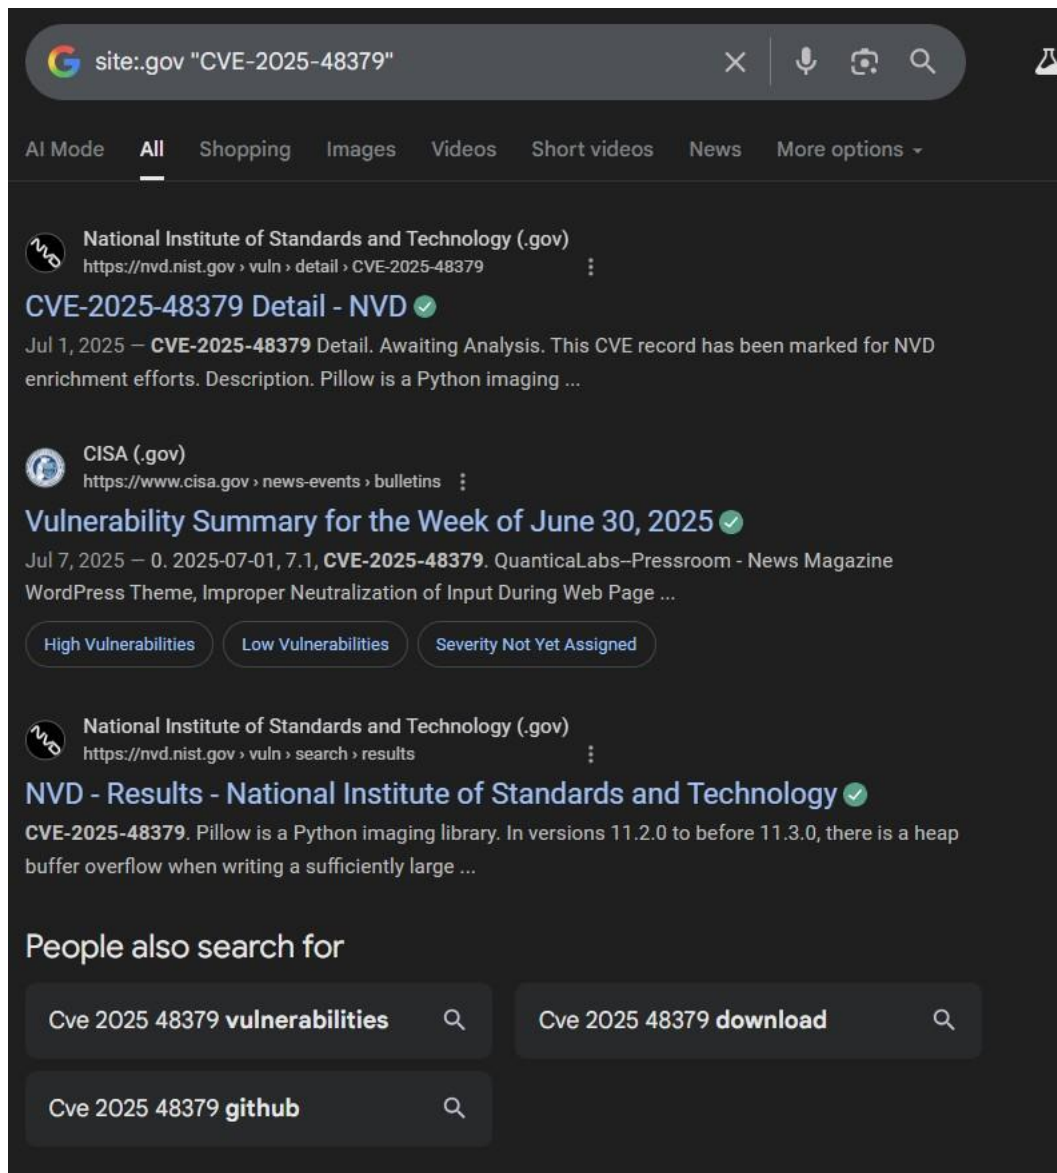 site:.gov "CVE-2025-48379"
AI Mode All Shopping Images Videos Short videos News More options
National Institute of Standards and Technology (.gov)
https://nvd.nist.gov › vuln › detail › CVE-2025-48379
CVE-2025-48379 Detail - NVD
Jul 1, 2025 — CVE-2025-48379 Detail. Awaiting Analysis. This CVE record has been marked for NVD
enrichment efforts. Description. Pillow is a Python imaging ...
CISA (.gov)
https://www.cisa.gov › news-events › bulletins
Vulnerability Summary for the Week of June 30, 2025
Jul 7, 2025 — 0. 2025-07-01, 7.1, CVE-2025-48379. QuanticaLabs--Pressroom - News Magazine
WordPress Theme, Improper Neutralization of Input During Web Page ...
High Vulnerabilities Low Vulnerabilities Severity Not Yet Assigned
National Institute of Standards and Technology (.gov)
https://nvd.nist.gov › vuln › search › results
NVD - Results - National Institute of Standards and Technology
CVE-2025-48379. Pillow is a Python imaging library. In versions 11.2.0 to before 11.3.0, there is a heap
buffer overflow when writing a sufficiently large ...
People also search for
Cve 2025 48379 vulnerabilities
Cve 2025 48379 download
Cve 2025 48379 github